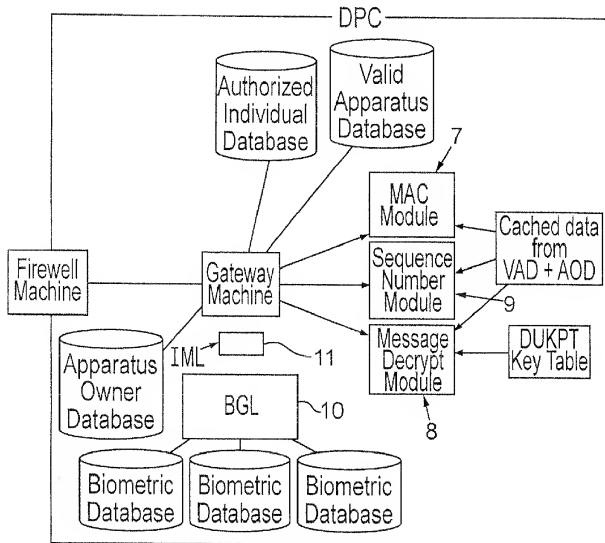 DPC
Authorized
Individual
Database
Valid
Apparatus
Database
7
MAC
Module
Cached data
from
VAD + AOD
Firewell
Machine
Gateway
Machine
Sequence
Number
Module
9
IML
11
Message
Decrypt
Module
8
DUKPT
Key Table
Apparatus
Owner
Database
BGL
10
Biometric
Database
Biometric
Database
Biometric
Database